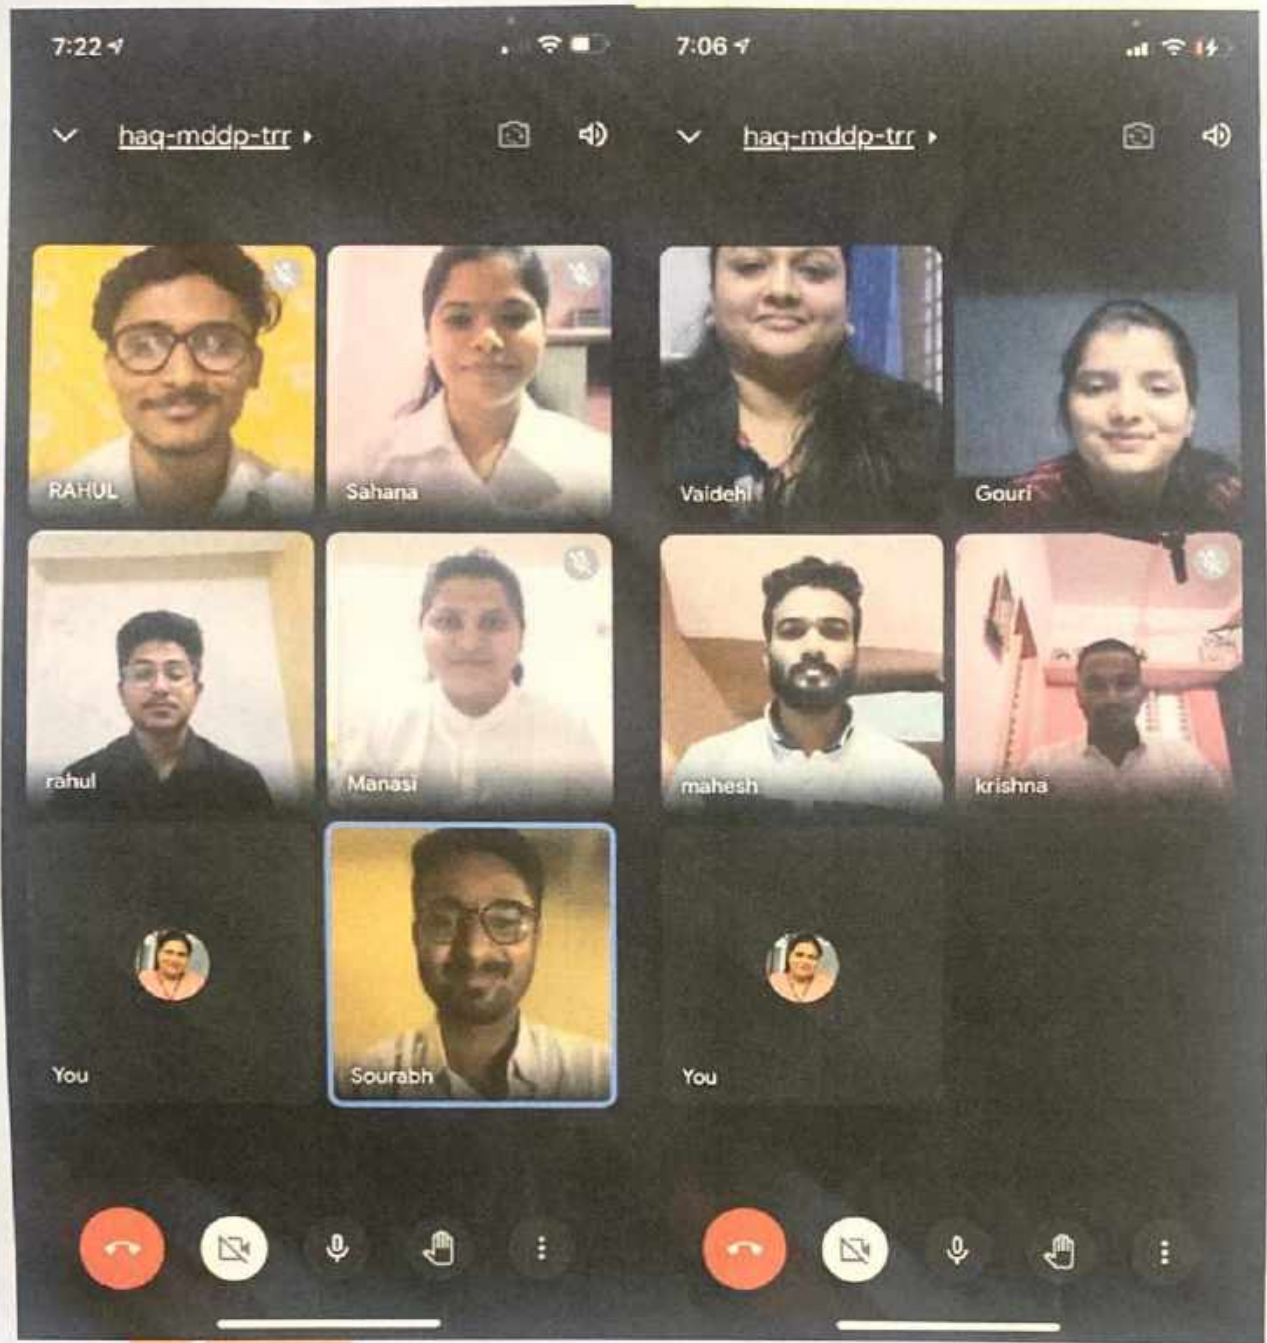 7:22
haq-mddp-trr
RAHUL
Sahana
rahul
Manasi
You
Sourabh
7:06
haq-mddp-trr
Vaidehi
Gouri
mahesh
krishna
You